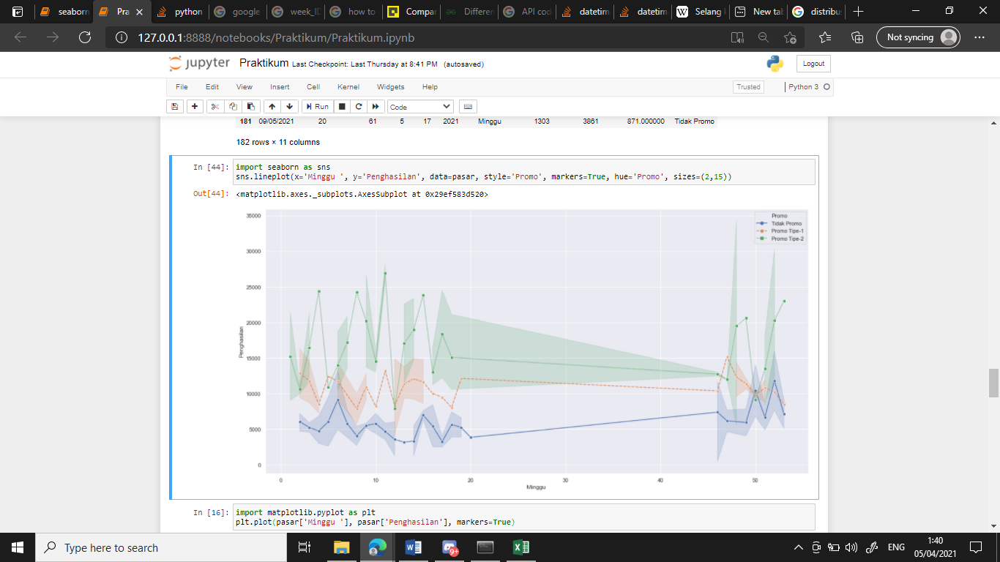 seaborn
Pra
python
google
week_ID
how to
Compar
Differen
API cod
datetim
datetim
Selang
New tab
distribu
127.0.0.1:8888/notebooks/Praktikum/Praktikum.ipynb
Not syncing
jupyter Praktikum Last Checkpoint: Last Thursday at 8:41 PM (autosaved)
Logout
File Edit View Insert Cell Kernel Widgets Help
Trusted
Python 3
Run
Code
181 09/05/2021 20 61 5 17 2021 Minggu 1303 3861 871.000000 Tidak Promo
182 rows × 11 columns
In [44]: import seaborn as sns
sns.lineplot(x='Minggu ', y='Penghasilan', data=pasar, style='Promo', markers=True, hue='Promo', sizes=(2,15))
Out[44]: <matplotlib.axes._subplots.AxesSubplot at 0x29ef583d520>
35000
30000
25000
20000
15000
10000
5000
0
Penghasilan
Promo
Tidak Promo
Promo Tipe-1
Promo Tipe-2
0 10 20 30 40 50
Minggu
In [16]: import matplotlib.pyplot as plt
plt.plot(pasar['Minggu '], pasar['Penghasilan'], markers=True)
Type here to search
9+
ENG
1:40
05/04/2021